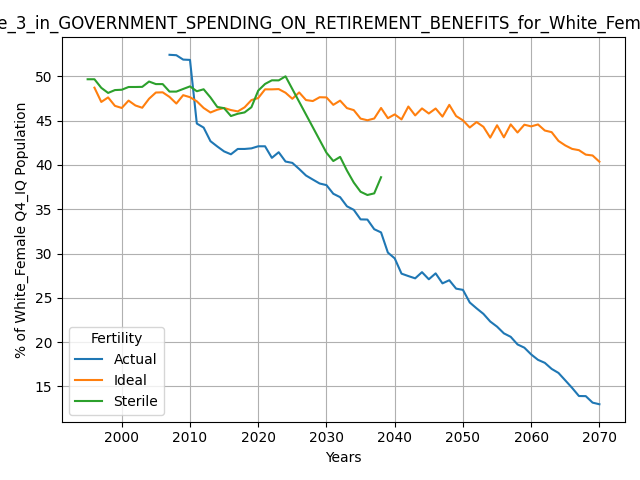 e_3_in_GOVERNMENT_SPENDING_ON_RETIREMENT_BENEFITS_for_White_Fem
% of White_Female Q4_IQ Population
50
45
40
35
30
25
20
15
Fertility
Actual
Ideal
Sterile
2000 2010 2020 2030 2040 2050 2060 2070
Years